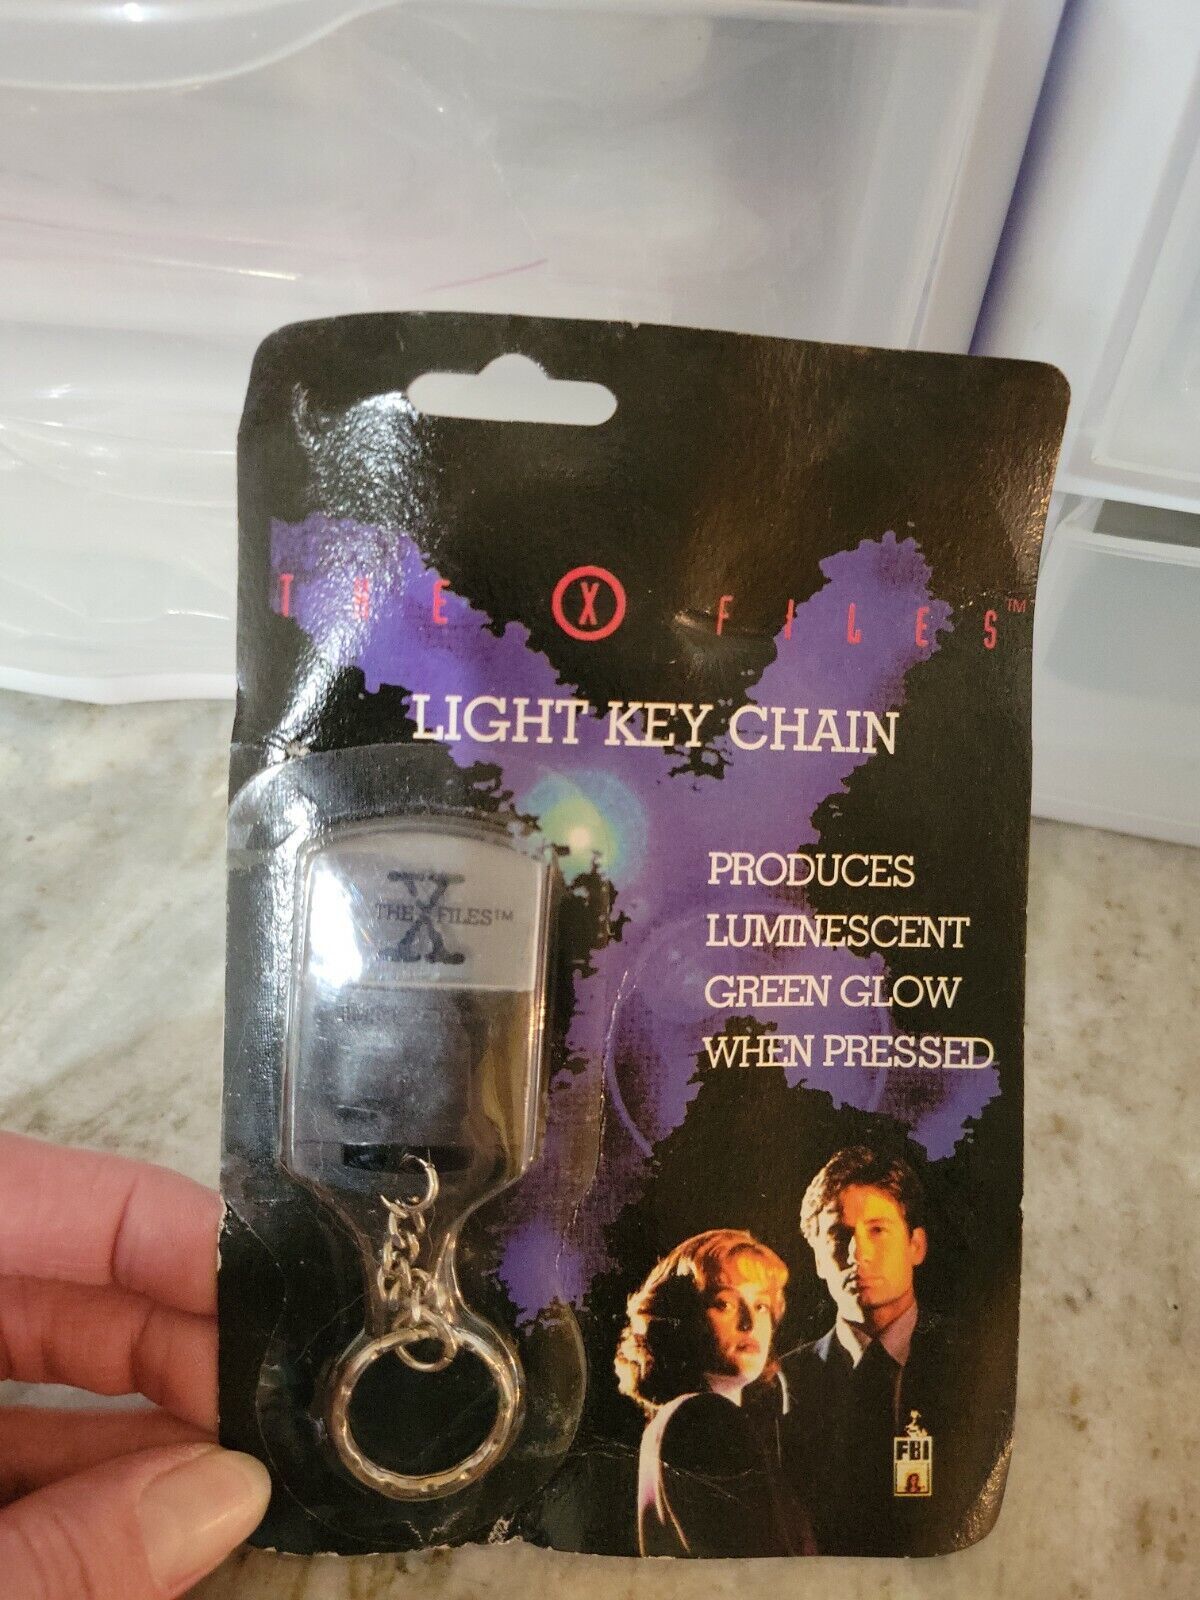 THE X FILES™
LIGHT KEY CHAIN
THE X FILES™
PRODUCES
LUMINESCENT
GREEN GLOW
WHEN PRESSED
FBI